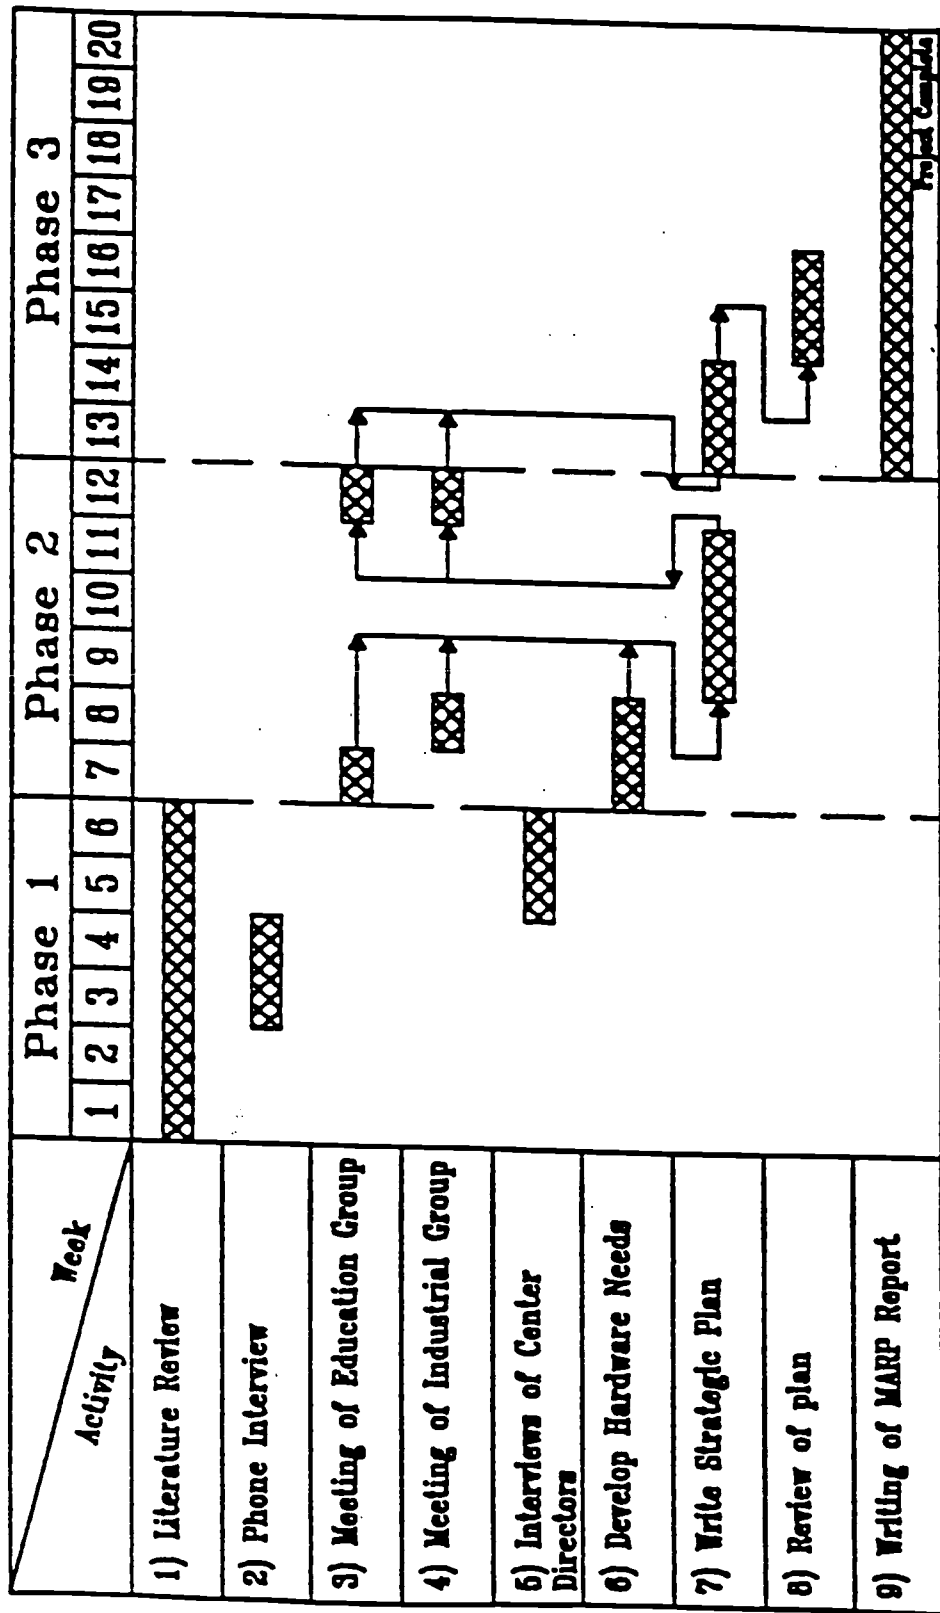 Week
Activity
Phase 1
Phase 2
Phase 3
1 2 3 4 5 6 7 8 9 10 11 12 13 14 15 16 17 18 19 20
1) Literature Review
2) Phone Interview
3) Meeting of Education Group
4) Meeting of Industrial Group
5) Interviews of Center
Directors
6) Develop Hardware Needs
7) Write Strategic Plan
8) Review of plan
9) Writing of MARP Report
Project Complete